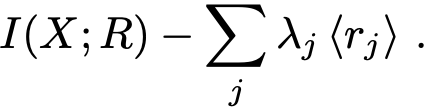 I(X; R) − ∑_j λ_j ⟨r_j⟩ .